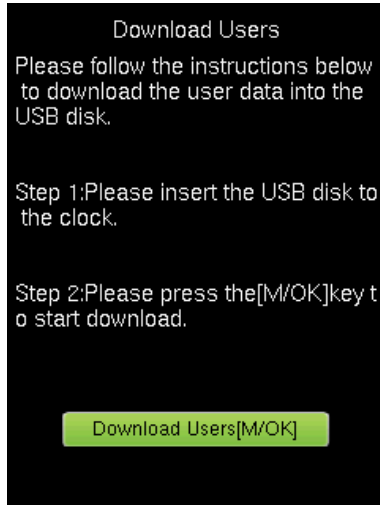 Download Users
Please follow the instructions below
to download the user data into the
USB disk.
Step 1:Please insert the USB disk to
the clock.
Step 2:Please press the[M/OK]key t
o start download.
Download Users[M/OK]